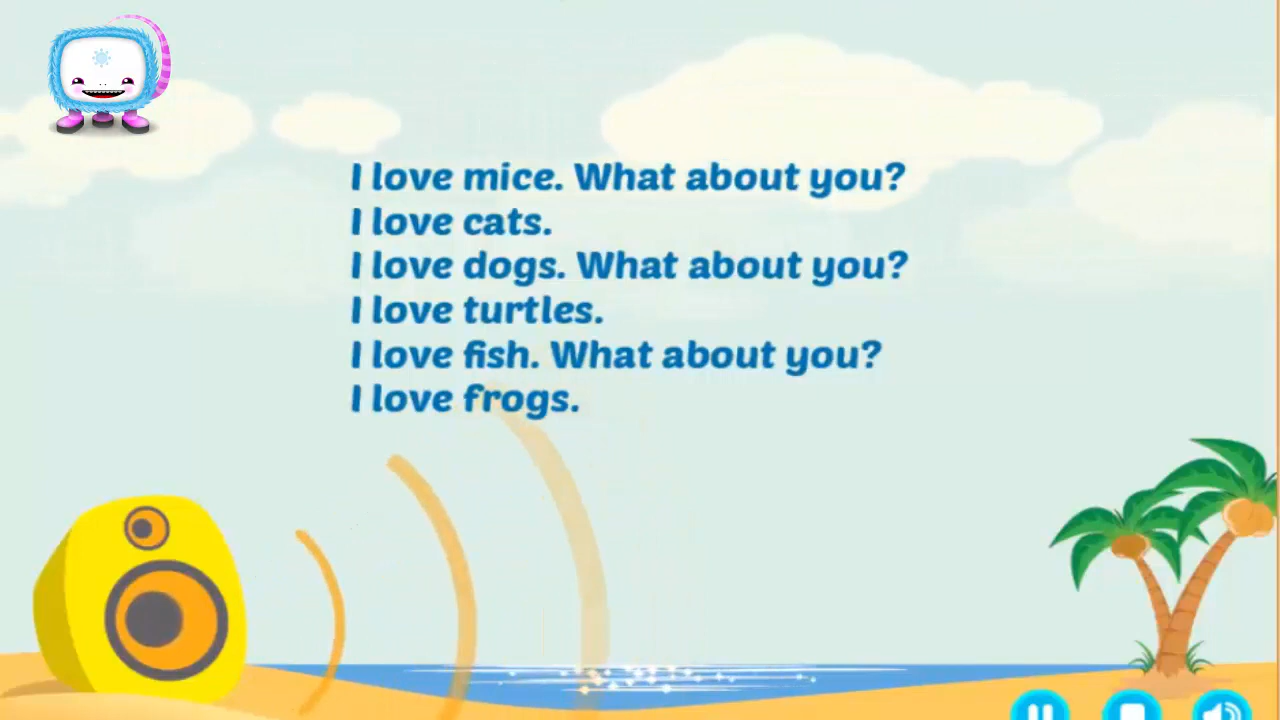 I love mice. What about you?
I love cats.
I love dogs. What about you?
I love turtles.
I love fish. What about you?
I love frogs.